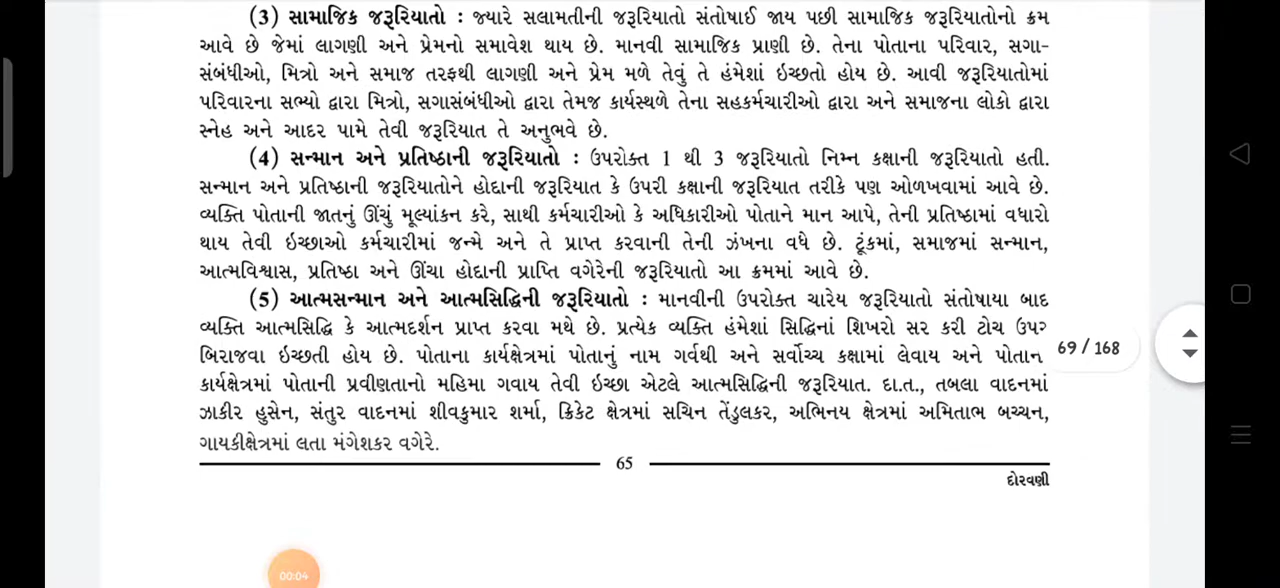 (3) સામાજિક જરૂરિયાતો : જ્યારે સલામતીની જરૂરિયાતો સંતોષાઈ જાય પછી સામાજિક જરૂરિયાતોનો ક્રમ
આવે છે જેમાં લાગણી અને પ્રેમનો સમાવેશ થાય છે. માનવી સામાજિક પ્રાણી છે. તેના પોતાના પરિવાર, સગા-
સંબંધીઓ, મિત્રો અને સમાજ તરફથી લાગણી અને પ્રેમ મળે તેવું તે હંમેશાં ઇચ્છતો હોય છે. આવી જરૂરિયાતોમાં
પરિવારના સભ્યો દ્વારા મિત્રો, સગાસંબંધીઓ દ્વારા તેમજ કાર્યસ્થળે તેના સહકર્મચારીઓ દ્વારા અને સમાજના લોકો દ્વારા
સ્નેહ અને આદર પામે તેવી જરૂરિયાત તે અનુભવે છે.
(4) સન્માન અને પ્રતિષ્ઠાની જરૂરિયાતો : ઉપરોક્ત 1 થી 3 જરૂરિયાતો નિમ્ન કક્ષાની જરૂરિયાતો હતી.
સન્માન અને પ્રતિષ્ઠાની જરૂરિયાતોને હોદ્દાની જરૂરિયાત કે ઉપરી કક્ષાની જરૂરિયાત તરીકે પણ ઓળખવામાં આવે છે.
વ્યક્તિ પોતાની જાતનું ઊંચું મૂલ્યાંકન કરે, સાથી કર્મચારીઓ કે અધિકારીઓ પોતાને માન આપે, તેની પ્રતિષ્ઠામાં વધારો
થાય તેવી ઇચ્છાઓ કર્મચારીમાં જન્મે અને તે પ્રાપ્ત કરવાની તેની ઝંખના વધે છે. ટૂંકમાં, સમાજમાં સન્માન,
આત્મવિશ્વાસ, પ્રતિષ્ઠા અને ઊંચા હોદ્દાની પ્રાપ્તિ વગેરેની જરૂરિયાતો આ ક્રમમાં આવે છે.
(5) આત્મસન્માન અને આત્મસિદ્ધિની જરૂરિયાતો : માનવીની ઉપરોક્ત ચારેય જરૂરિયાતો સંતોષાયા બાદ
વ્યક્તિ આત્મસિદ્ધિ કે આત્મદર્શન પ્રાપ્ત કરવા મથે છે. પ્રત્યેક વ્યક્તિ હંમેશાં સિદ્ધિનાં શિખરો સર કરી ટોચ ઉપર
બિરાજવા ઇચ્છતી હોય છે. પોતાના કાર્યક્ષેત્રમાં પોતાનું નામ ગર્વથી અને સર્વોચ્ચ કક્ષામાં લેવાય અને પોતાન
કાર્યક્ષેત્રમાં પોતાની પ્રવીણતાનો મહિમા ગવાય તેવી ઇચ્છા એટલે આત્મસિદ્ધિની જરૂરિયાત. દા.ત., તબલા વાદનમાં
ઝાકીર હુસેન, સંતુર વાદનમાં શીવકુમાર શર્મા, ક્રિકેટ ક્ષેત્રમાં સચિન તેંડુલકર, અભિનય ક્ષેત્રમાં અમિતાભ બચ્ચન,
ગાયકીક્ષેત્રમાં લતા મંગેશકર વગેરે.
69 / 168
65
દોરવણી
00:04